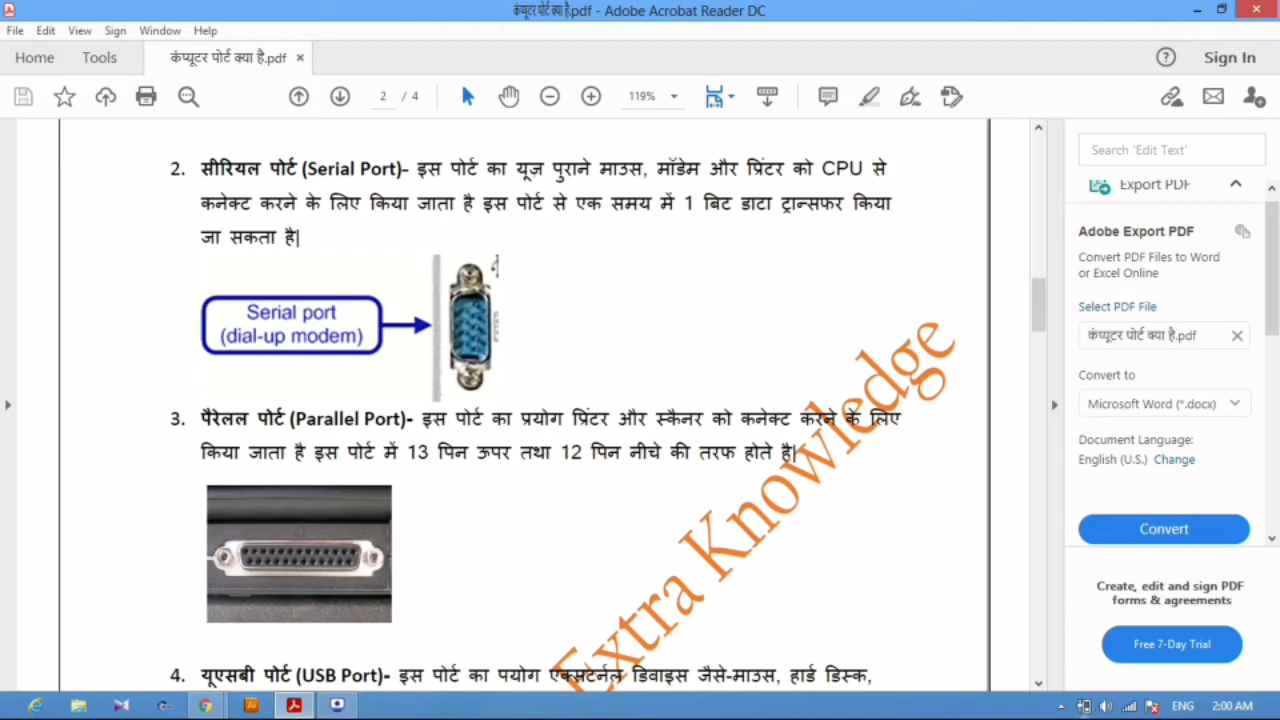 कंप्यूटर पोर्ट क्या है.pdf - Adobe Acrobat Reader DC
File Edit View Sign Window Help
Home Tools कंप्यूटर पोर्ट क्या है.pdf × Sign In
2 / 4 119%
2. सीरियल पोर्ट (Serial Port)- इस पोर्ट का यूज़ पुराने माउस, मॉडेम और प्रिंटर को CPU से
कनेक्ट करने के लिए किया जाता है इस पोर्ट से एक समय में 1 बिट डाटा ट्रान्सफर किया
जा सकता है|
Serial port
(dial-up modem)
3. पैरेलल पोर्ट (Parallel Port)- इस पोर्ट का प्रयोग प्रिंटर और स्कैनर को कनेक्ट करने के लिए
किया जाता है इस पोर्ट में 13 पिन ऊपर तथा 12 पिन नीचे की तरफ होते है|
4. यूएसबी पोर्ट (USB Port)- इस पोर्ट का पयोग एक्सटर्नल डिवाइस जैसे-माउस, हार्ड डिस्क,
Extra Knowledge
Search 'Edit Text'
Export PDF
Adobe Export PDF
Convert PDF Files to Word
or Excel Online
Select PDF File
कंप्यूटर पोर्ट क्या है.pdf
Convert to
Microsoft Word (*.docx)
Document Language:
English (U.S.) Change
Convert
Create, edit and sign PDF
forms & agreements
Free 7-Day Trial
ENG 2:00 AM